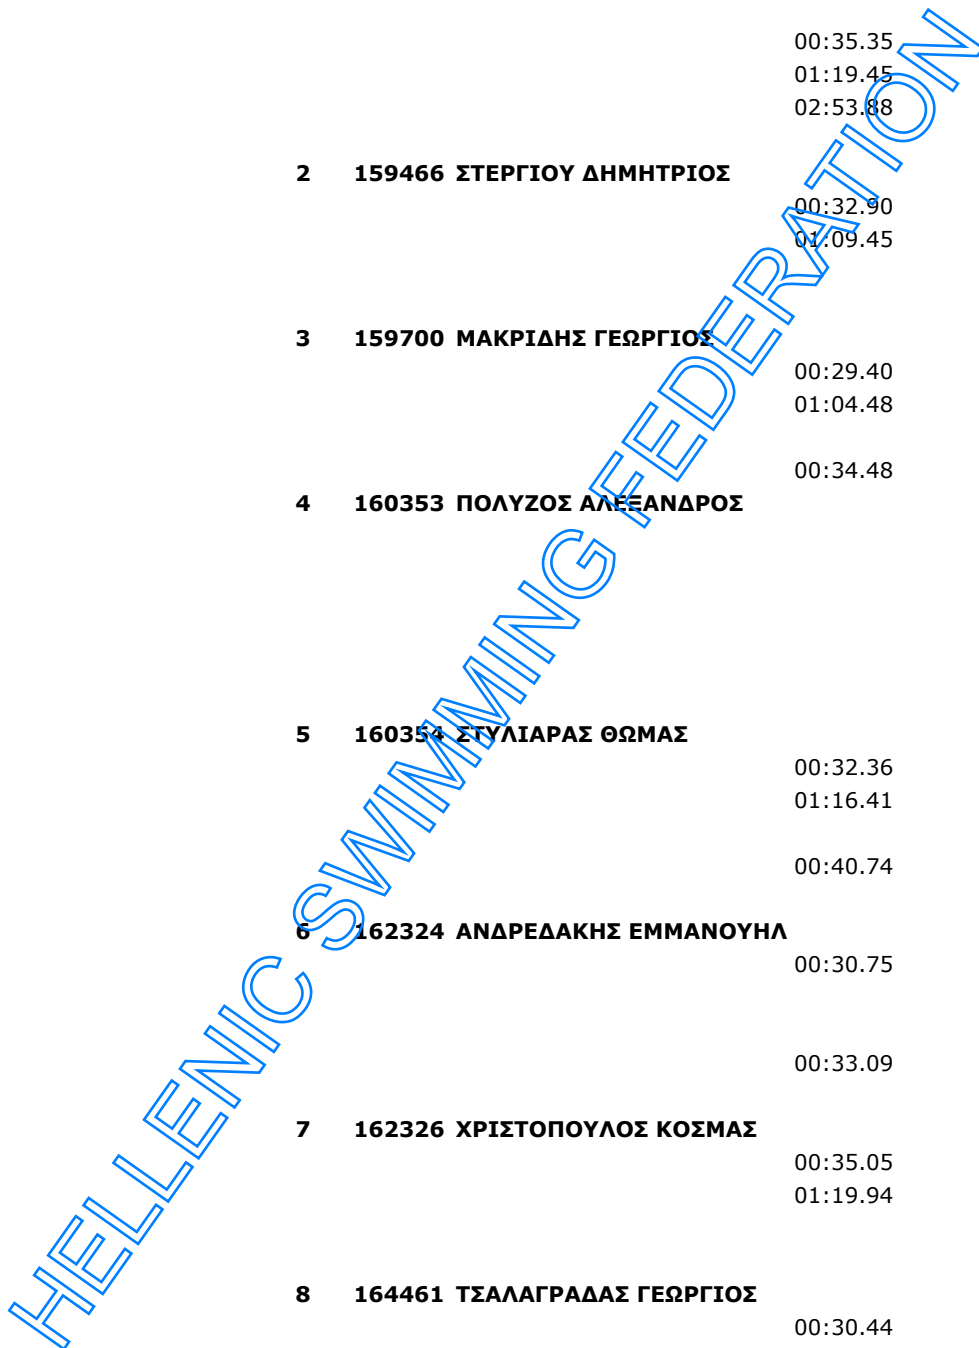 00:35.35
01:19.45
02:53.88
2 159466 ΣΤΕΡΓΙΟΥ ΔΗΜΗΤΡΙΟΣ
00:32.90
01:09.45
3 159700 ΜΑΚΡΙΔΗΣ ΓΕΩΡΓΙΟΣ
00:29.40
01:04.48
00:34.48
4 160353 ΠΟΛΥΖΟΣ ΑΛΕΞΑΝΔΡΟΣ
5 160354 ΣΤΥΛΙΑΡΑΣ ΘΩΜΑΣ
00:32.36
01:16.41
00:40.74
6 162324 ΑΝΔΡΕΔΑΚΗΣ ΕΜΜΑΝΟΥΗΛ
00:30.75
00:33.09
7 162326 ΧΡΙΣΤΟΠΟΥΛΟΣ ΚΟΣΜΑΣ
00:35.05
01:19.94
8 164461 ΤΣΑΛΑΓΡΑΔΑΣ ΓΕΩΡΓΙΟΣ
00:30.44
HELLENIC SWIMMING FEDERATION